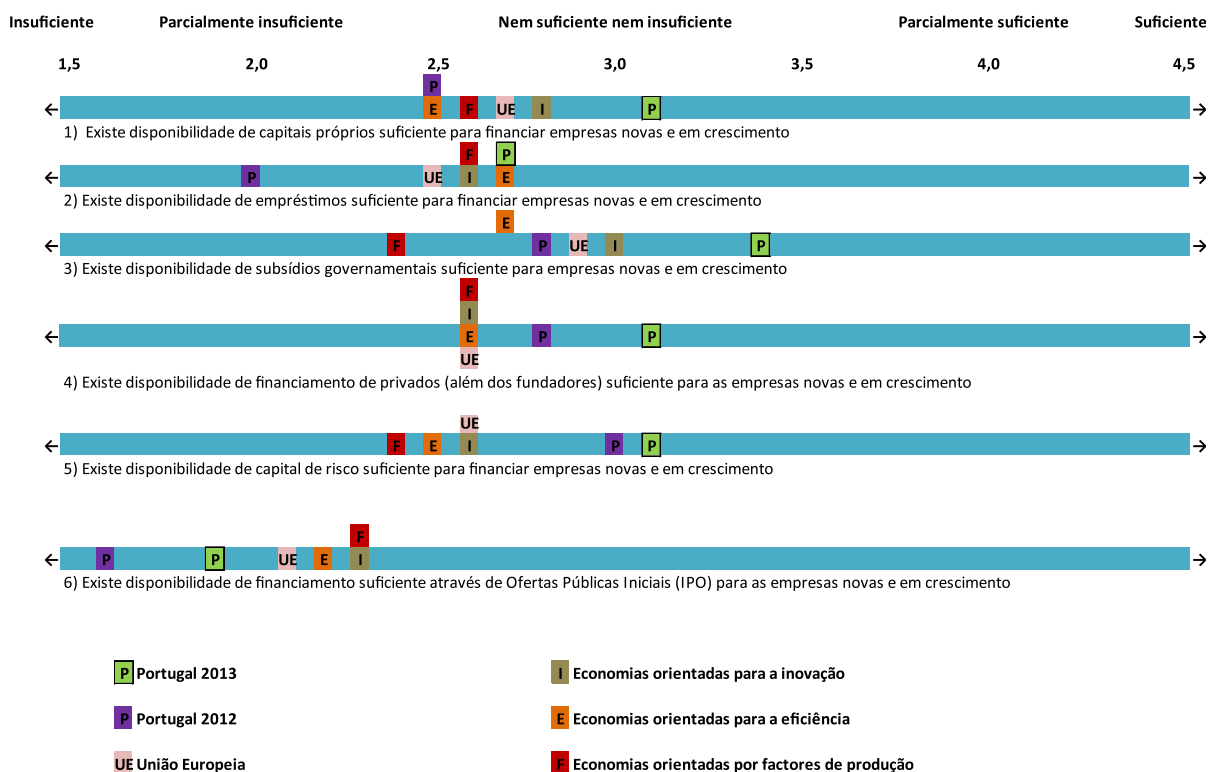 Insuficiente Parcialmente insuficiente Nem suficiente nem insuficiente Parcialmente suficiente Suficiente
1,5 2,0 2,5 3,0 3,5 4,0 4,5
P
E F UE I P
1) Existe disponibilidade de capitais próprios suficiente para financiar empresas novas e em crescimento
F P
P UE I E
2) Existe disponibilidade de empréstimos suficiente para financiar empresas novas e em crescimento
E
F P UE I P
3) Existe disponibilidade de subsídios governamentais suficiente para empresas novas e em crescimento
F
I
E P P
UE
4) Existe disponibilidade de financiamento de privados (além dos fundadores) suficiente para as empresas novas e em crescimento
UE
F E I P P
5) Existe disponibilidade de capital de risco suficiente para financiar empresas novas e em crescimento
F
P P UE E I
6) Existe disponibilidade de financiamento suficiente através de Ofertas Públicas Iniciais (IPO) para as empresas novas e em crescimento
P Portugal 2013 I Economias orientadas para a inovação
P Portugal 2012 E Economias orientadas para a eficiência
UE União Europeia F Economias orientadas por factores de produção